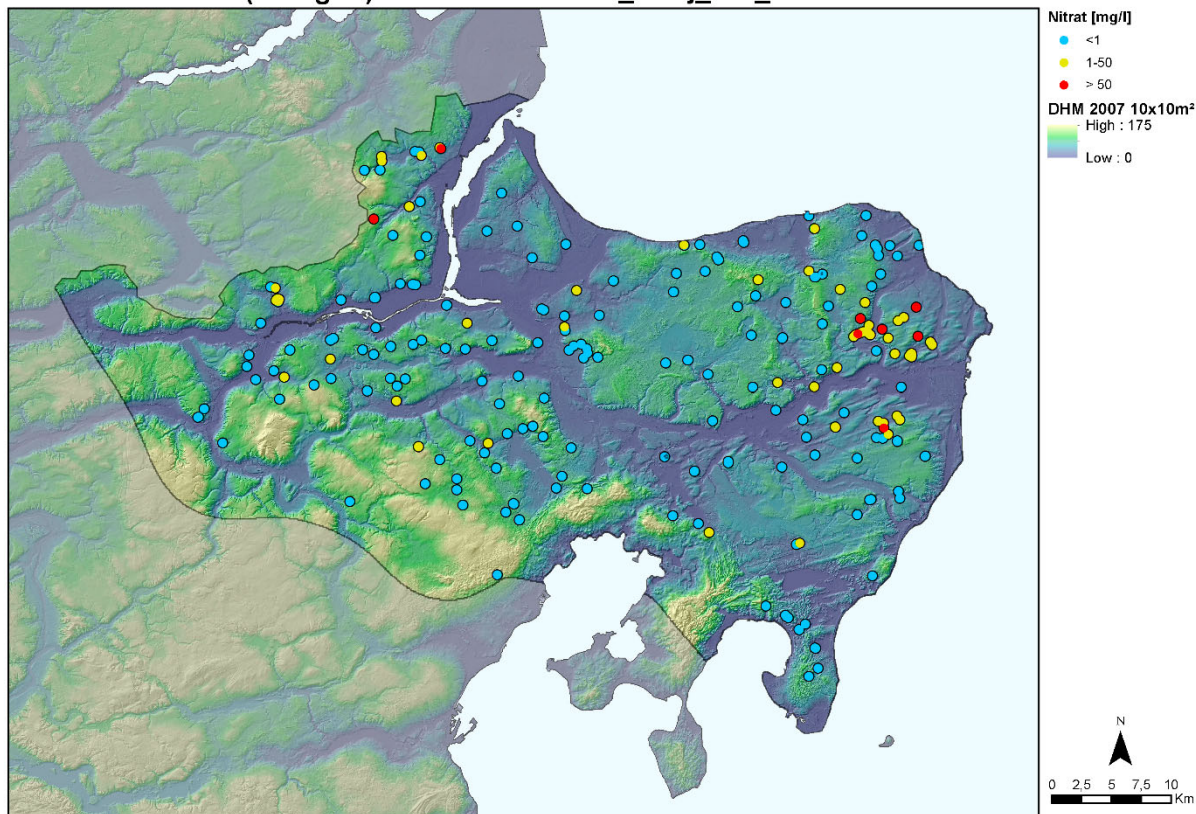 Nitrat [mg/l]
<1
1-50
> 50
DHM 2007 10x10m²
High : 175
Low : 0
N
0 2,5 5 7,5 10
Km